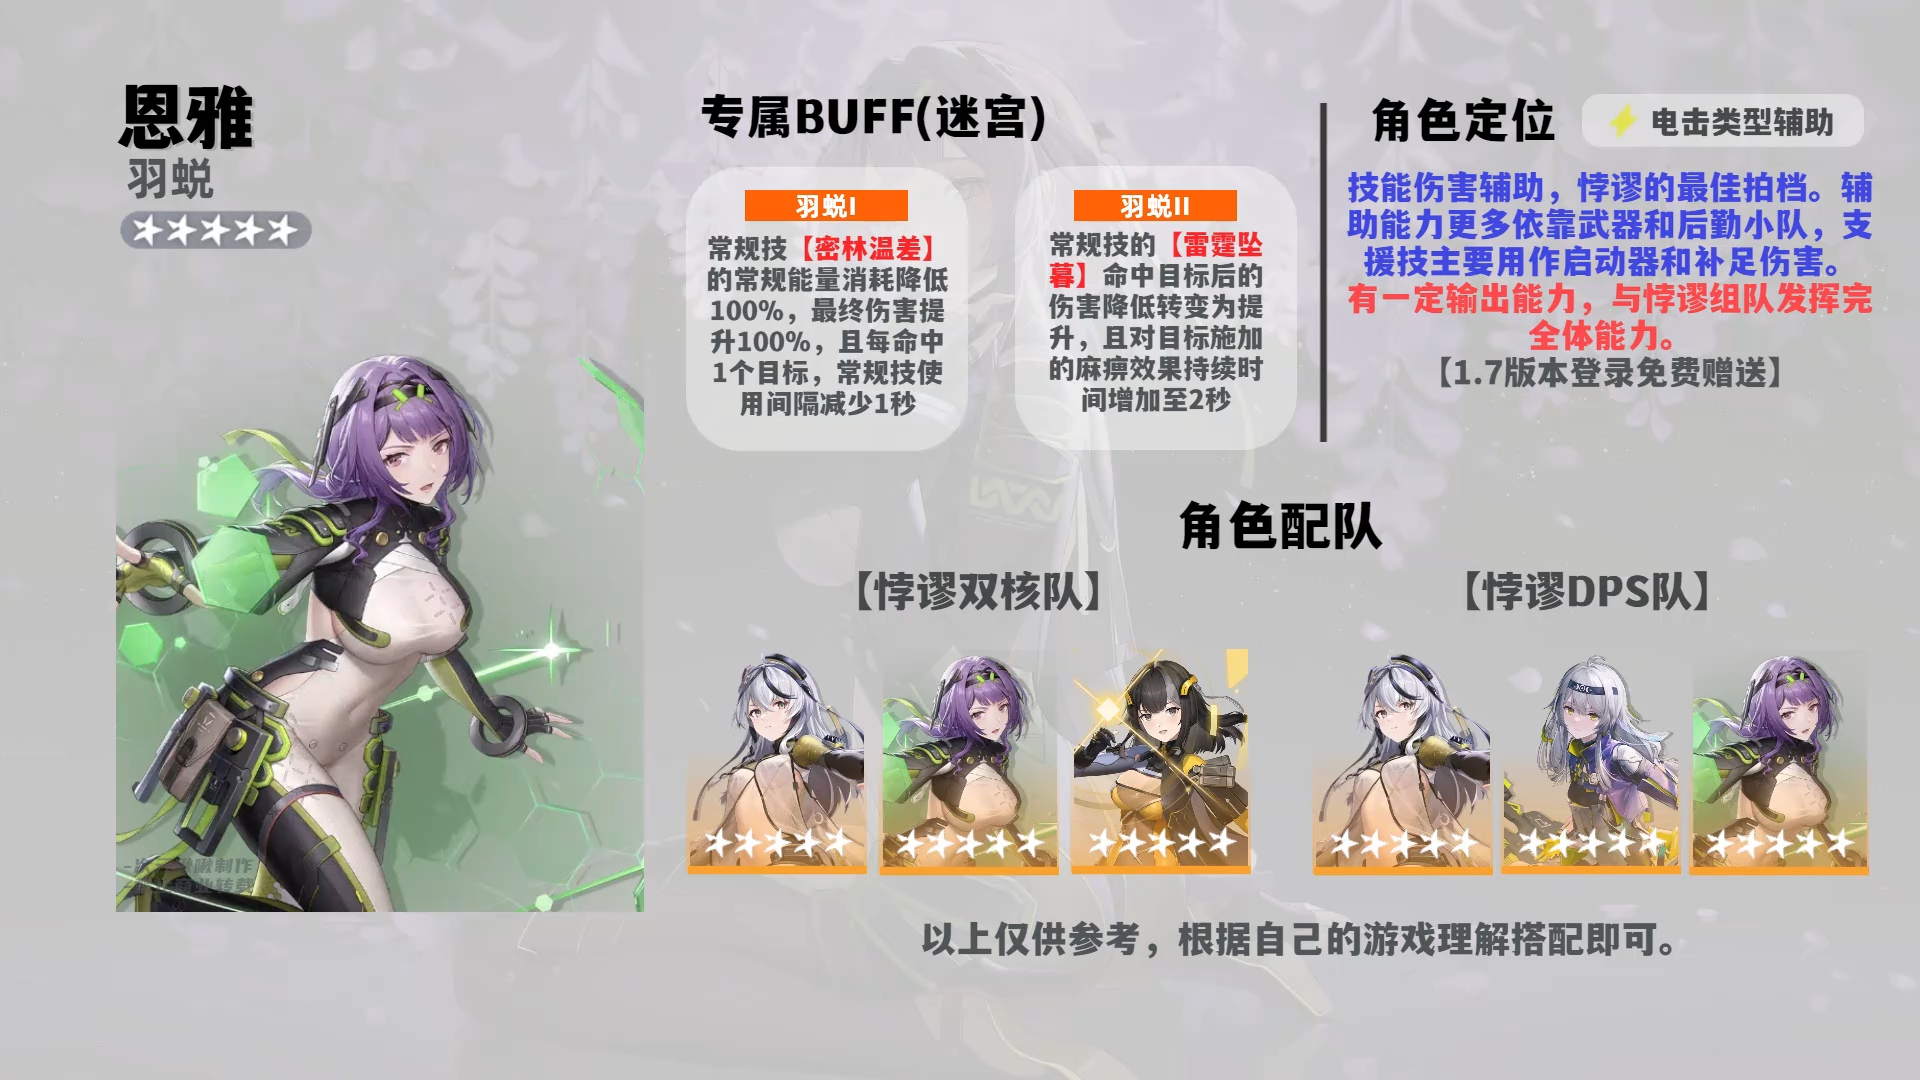 恩雅
羽蜕
专属BUFF(迷宫)
羽蜕I
常规技【密林温差】
的常规能量消耗降低
100%，最终伤害提
升100%，且每命中
1个目标，常规技使
用间隔减少1秒
羽蜕II
常规技的【雷霆坠
暮】命中目标后的
伤害降低转变为提
升，且对目标施加
的麻痹效果持续时
间增加至2秒
角色定位
电击类型辅助
技能伤害辅助，悖谬的最佳拍档。辅
助能力更多依靠武器和后勤小队，支
援技主要用作启动器和补足伤害。
有一定输出能力，与悖谬组队发挥完
全体能力。
【1.7版本登录免费赠送】
角色配队
【悖谬双核队】
【悖谬DPS队】
以上仅供参考，根据自己的游戏理解搭配即可。